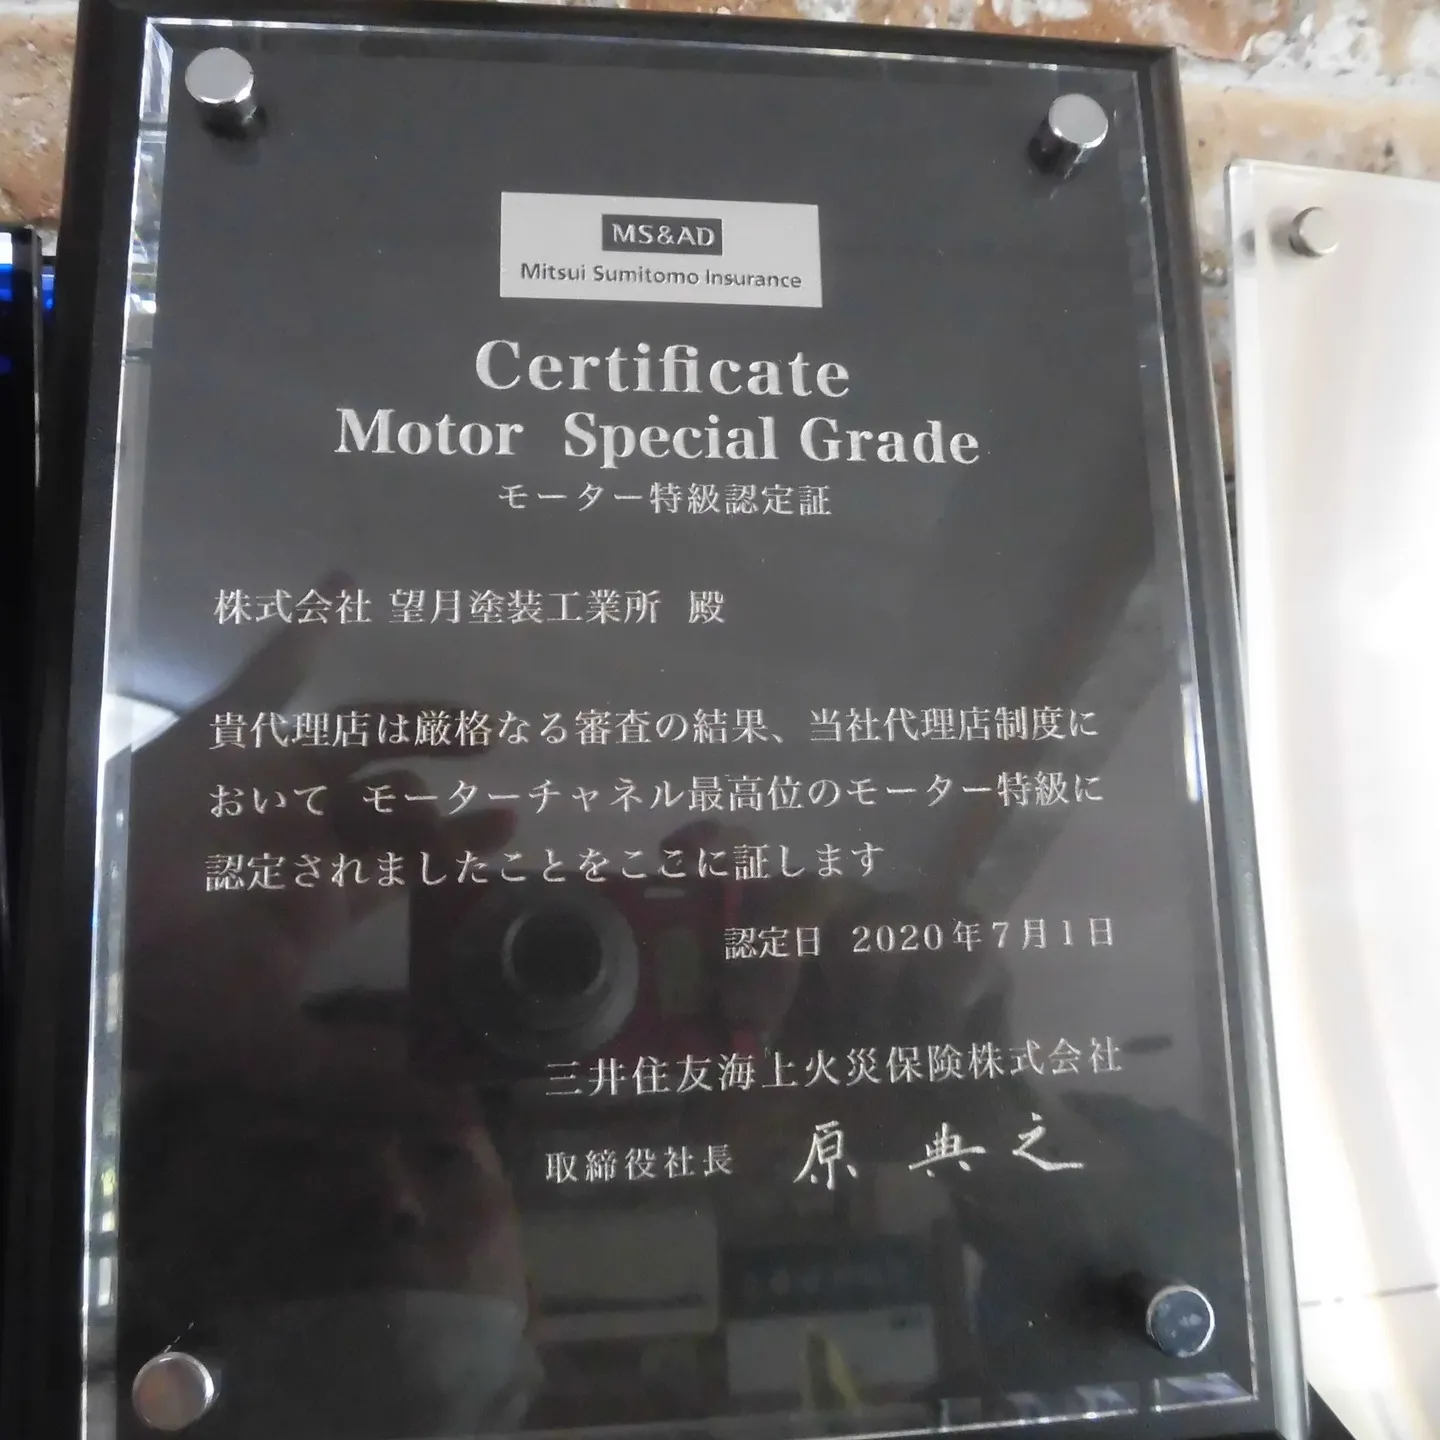 MS&AD
Mitsui Sumitomo Insurance
Certificate
Motor Special Grade
モーター特級認定証
株式会社 望月塗装工業所 殿
貴代理店は厳格なる審査の結果、当社代理店制度に
おいて モーターチャネル最高位のモーター特級に
認定されましたことをここに証します
認定日 2020年7月1日
三井住友海上火災保険株式会社
取締役社長 原 典之